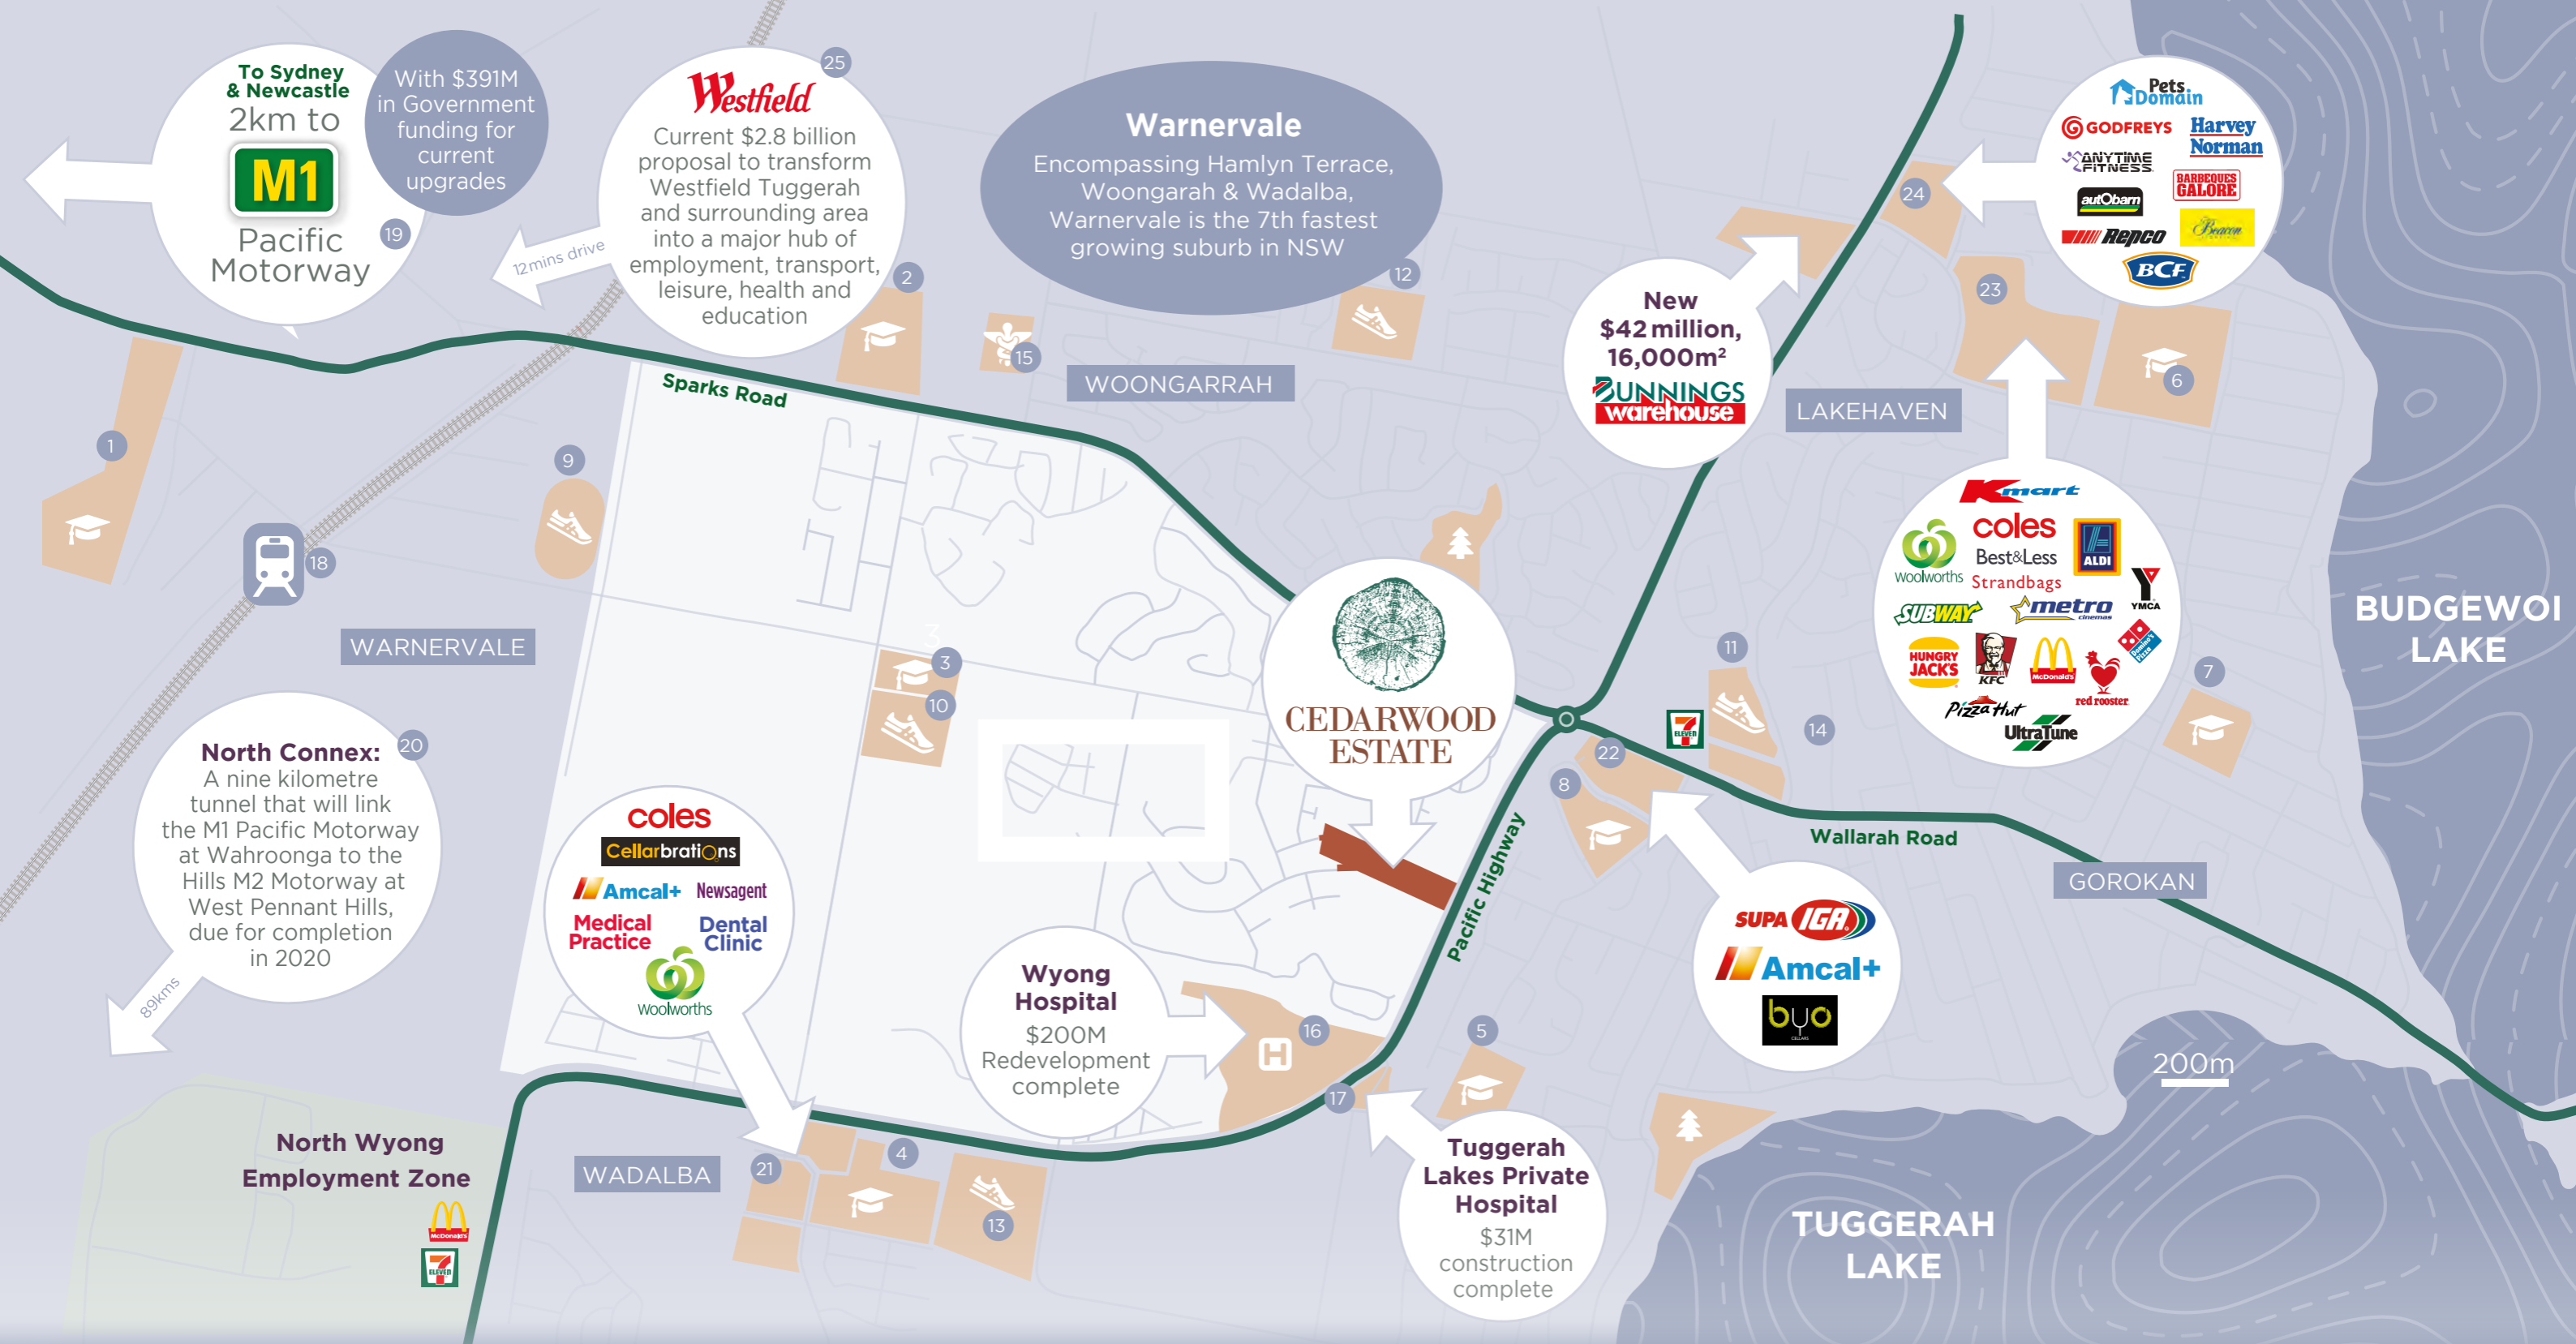 To Sydney
& Newcastle
2km to
M1
Pacific
Motorway
19
With $391M
in Government
funding for
current
upgrades
12mins drive
25
Westfield
Current $2.8 billion
proposal to transform
Westfield Tuggerah
and surrounding area
into a major hub of
employment, transport,
leisure, health and
education
2
15
Warnervale
Encompassing Hamlyn Terrace,
Woongarah & Wadalba,
Warnervale is the 7th fastest
growing suburb in NSW
12
WOONGARRAH
Sparks Road
New
$42 million,
16,000m²
BUNNINGS
warehouse
LAKEHAVEN
24
23
6
Pets
Domain
GODFREYS
Harvey
Norman
ANYTIME
FITNESS
BARBEQUES
GALORE
autObarn
Repco
Beacon
BCF
1
9
18
WARNERVALE
3
3
10
CEDARWOOD
ESTATE
Kmart
Woolworths
coles
Best&Less
Strandbags
ALDI
YMCA
SUBWAY
metro
cinemas
HUNGRY
JACK'S
KFC
McDonald's
Domino's
Pizza
red rooster
Pizza Hut
UltraTune
BUDGEWOI
LAKE
7
11
14
7
ELEVEN
22
8
20
North Connex:
A nine kilometre
tunnel that will link
the M1 Pacific Motorway
at Wahroonga to the
Hills M2 Motorway at
West Pennant Hills,
due for completion
in 2020
89kms
coles
Cellarbrations
Amcal+
Newsagent
Medical
Practice
Dental
Clinic
Woolworths
Pacific Highway
Wallarah Road
GOROKAN
SUPA IGA
Amcal+
byo
CELLARS
Wyong
Hospital
$200M
Redevelopment
complete
16
H
17
5
Tuggerah
Lakes Private
Hospital
$31M
construction
complete
200m
TUGGERAH
LAKE
North Wyong
Employment Zone
McDonald's
7
ELEVEN
WADALBA
21
4
13